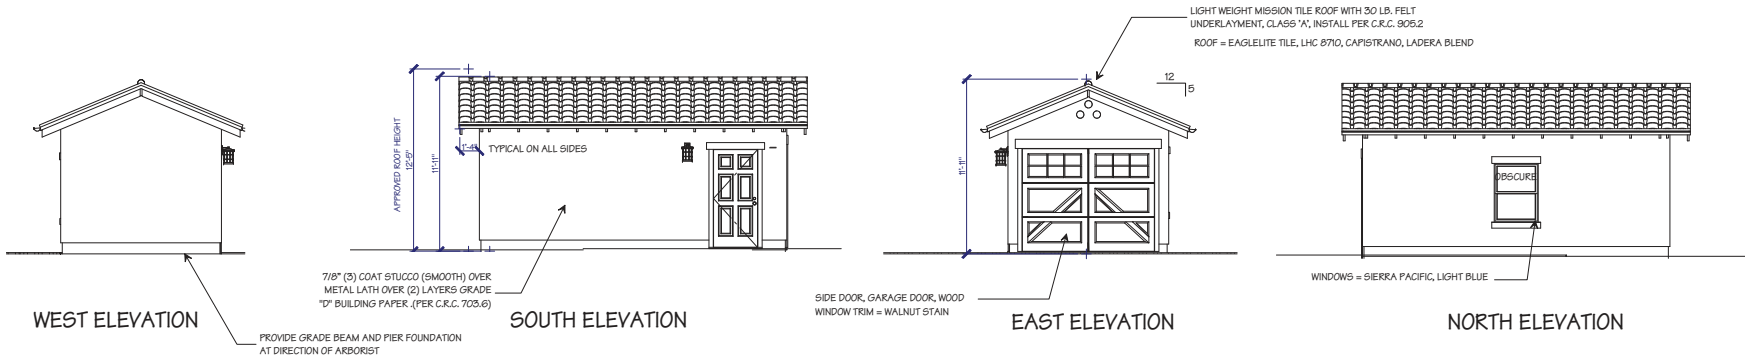 LIGHT WEIGHT MISSION TILE ROOF WITH 30 LB. FELT
UNDERLAYMENT, CLASS 'A', INSTALL PER C.R.C. 905.2
ROOF = EAGLELITE TILE, LHC 8710, CAPISTRANO, LADERA BLEND
12
5
APPROVED ROOF HEIGHT
12'-5"
11'-11"
1'-4"
TYPICAL ON ALL SIDES
11'-11"
OBSCURE
7/8" (3) COAT STUCCO (SMOOTH) OVER
METAL LATH OVER (2) LAYERS GRADE
"D" BUILDING PAPER .(PER C.R.C. 703.6)
WINDOWS = SIERRA PACIFIC, LIGHT BLUE
SIDE DOOR, GARAGE DOOR, WOOD
WINDOW TRIM = WALNUT STAIN
WEST ELEVATION
SOUTH ELEVATION
EAST ELEVATION
NORTH ELEVATION
PROVIDE GRADE BEAM AND PIER FOUNDATION
AT DIRECTION OF ARBORIST